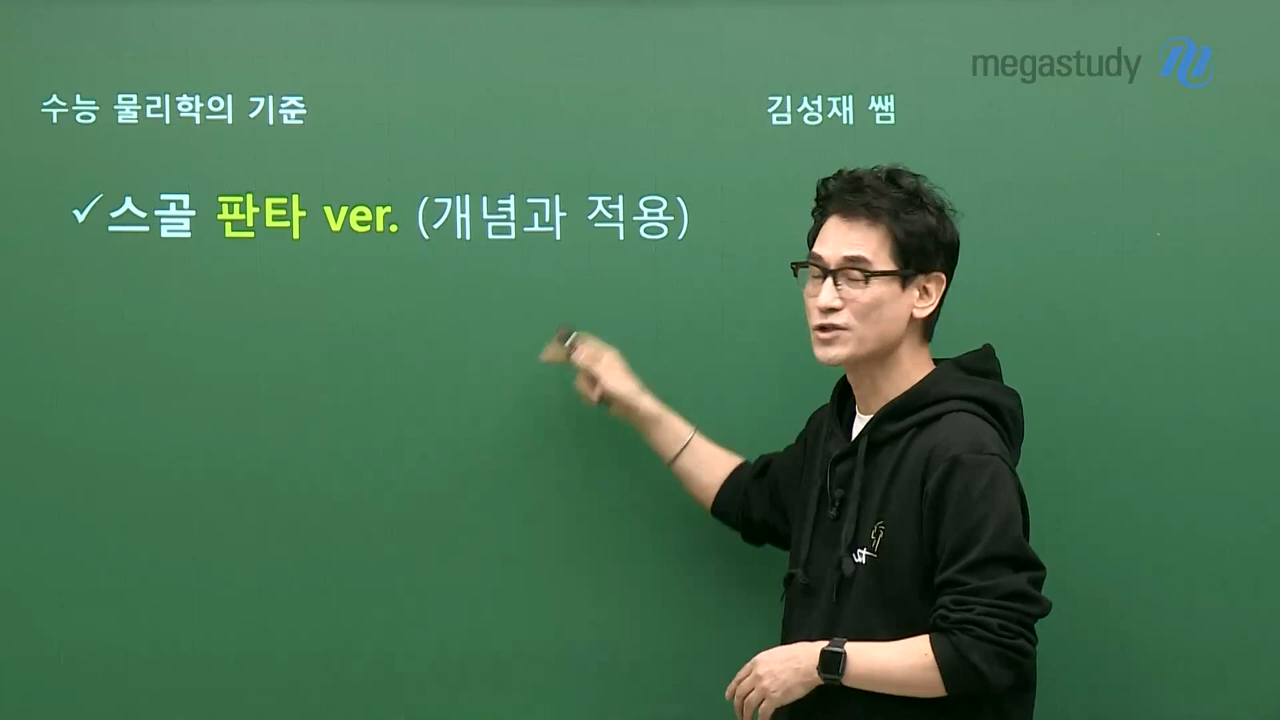 megastudy
수능 물리학의 기준
김성재 쌤
✓스골 판타 ver. (개념과 적용)